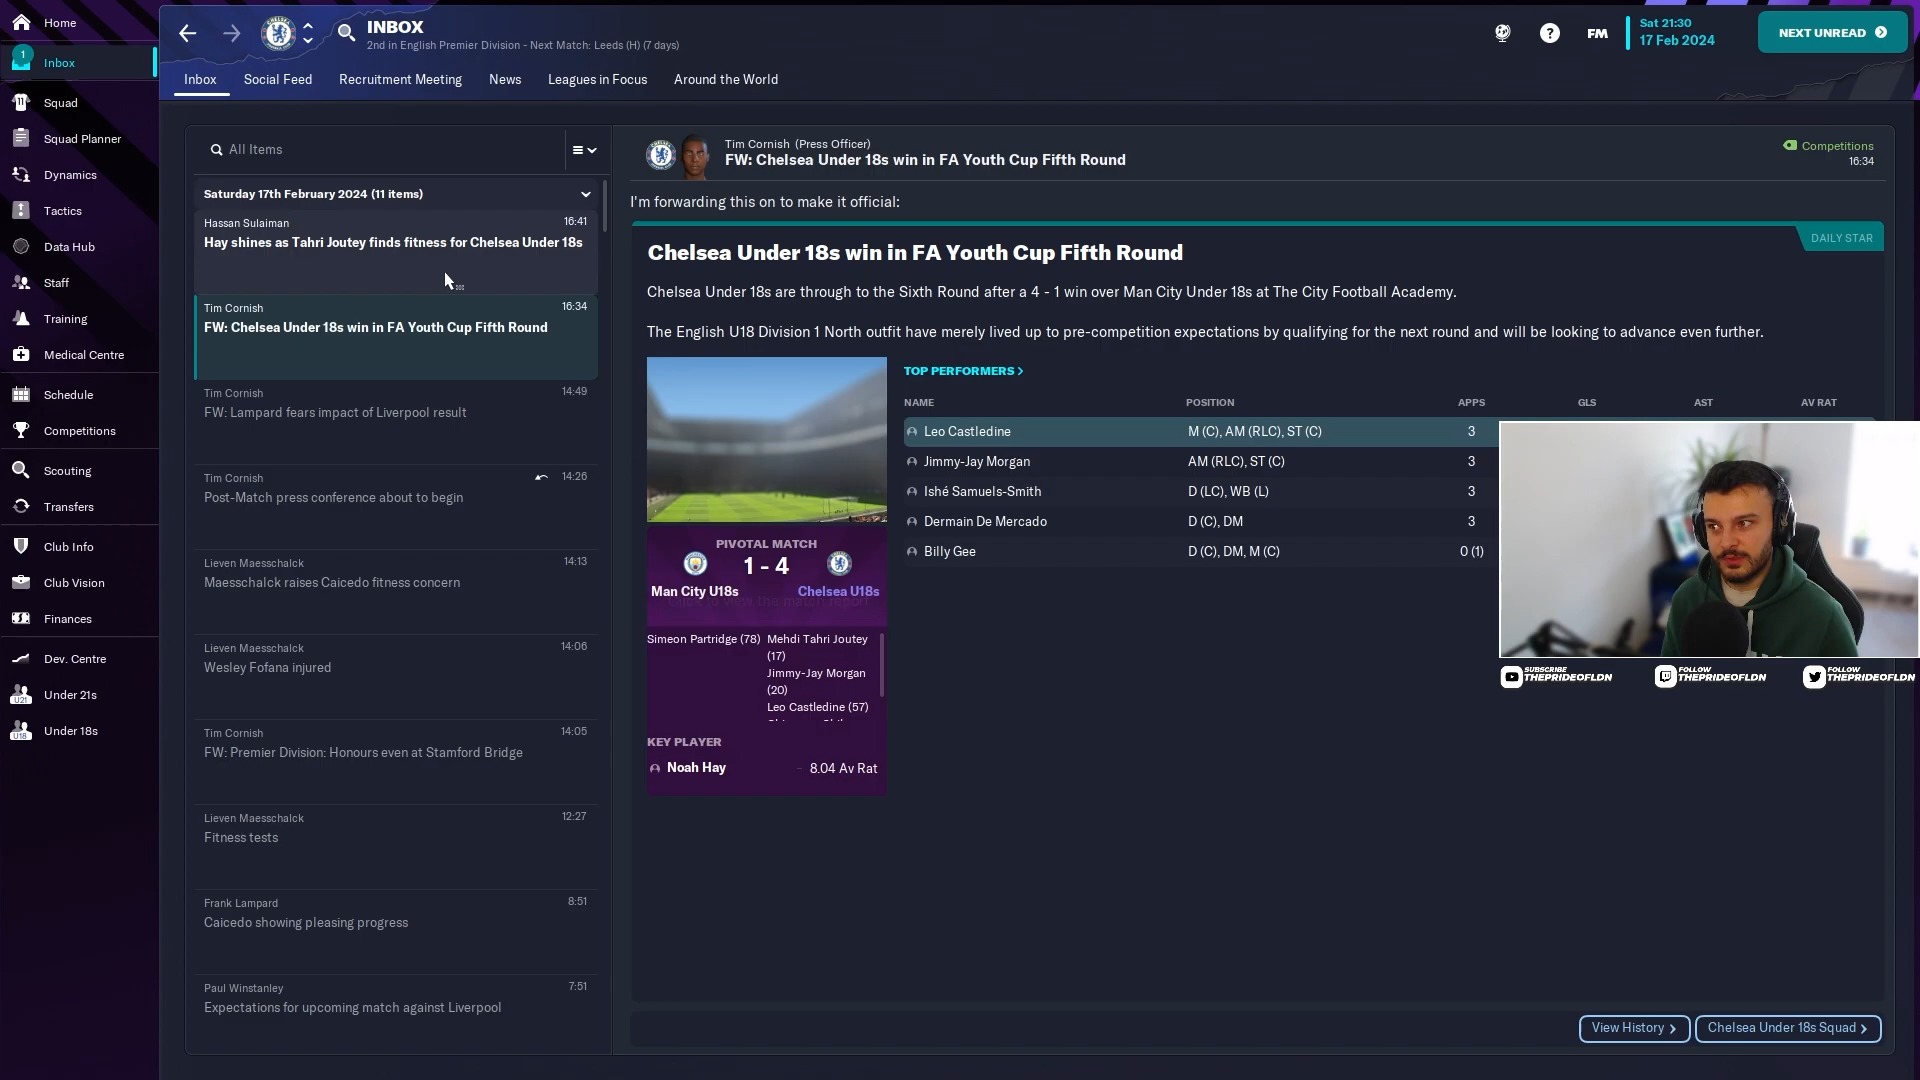 Home
1
Inbox
11
Squad
Squad Planner
Dynamics
Tactics
Data Hub
Staff
Training
Medical Centre
Schedule
Competitions
Scouting
Transfers
Club Info
Club Vision
Finances
Dev. Centre
U21
Under 21s
U18
Under 18s
INBOX
2nd in English Premier Division - Next Match: Leeds (H) (7 days)
?
FM
Sat 21:30
17 Feb 2024
NEXT UNREAD
Inbox
Social Feed
Recruitment Meeting
News
Leagues in Focus
Around the World
All Items
Saturday 17th February 2024 (11 items)
Hassan Sulaiman 16:41
Hay shines as Tahri Joutey finds fitness for Chelsea Under 18s
Tim Cornish 16:34
FW: Chelsea Under 18s win in FA Youth Cup Fifth Round
Tim Cornish 14:49
FW: Lampard fears impact of Liverpool result
Tim Cornish 14:26
Post-Match press conference about to begin
Lieven Maesschalck 14:13
Maesschalck raises Caicedo fitness concern
Lieven Maesschalck 14:06
Wesley Fofana injured
Tim Cornish 14:05
FW: Premier Division: Honours even at Stamford Bridge
Lieven Maesschalck 12:27
Fitness tests
Frank Lampard 8:51
Caicedo showing pleasing progress
Paul Winstanley 7:51
Expectations for upcoming match against Liverpool
Tim Cornish (Press Officer)
FW: Chelsea Under 18s win in FA Youth Cup Fifth Round
Competitions
16:34
I'm forwarding this on to make it official:
DAILY STAR
Chelsea Under 18s win in FA Youth Cup Fifth Round
Chelsea Under 18s are through to the Sixth Round after a 4 - 1 win over Man City Under 18s at The City Football Academy.
The English U18 Division 1 North outfit have merely lived up to pre-competition expectations by qualifying for the next round and will be looking to advance even further.
TOP PERFORMERS >
NAME POSITION APPS GLS AST AV RAT
Leo Castledine M (C), AM (RLC), ST (C) 3
Jimmy-Jay Morgan AM (RLC), ST (C) 3
Ishé Samuels-Smith D (LC), WB (L) 3
Dermain De Mercado D (C), DM 3
Billy Gee D (C), DM, M (C) 0 (1)
PIVOTAL MATCH
1 - 4
Man City U18s Chelsea U18s
Simeon Partridge (78)
Mehdi Tahri Joutey
(17)
Jimmy-Jay Morgan
(20)
Leo Castledine (57)
KEY PLAYER
Noah Hay - 8.04 Av Rat
SUBSCRIBE
THEPRIDEOFLDN
FOLLOW
THEPRIDEOFLDN
FOLLOW
THEPRIDEOFLDN
View History >
Chelsea Under 18s Squad >